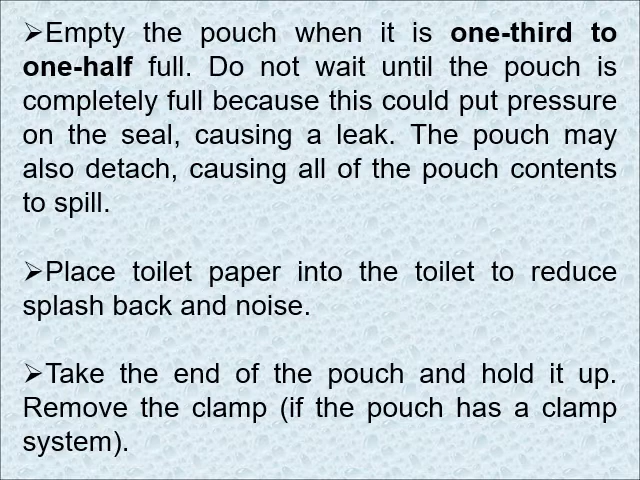 ➢Empty the pouch when it is one-third to
one-half full. Do not wait until the pouch is
completely full because this could put pressure
on the seal, causing a leak. The pouch may
also detach, causing all of the pouch contents
to spill.
➢Place toilet paper into the toilet to reduce
splash back and noise.
➢Take the end of the pouch and hold it up.
Remove the clamp (if the pouch has a clamp
system).